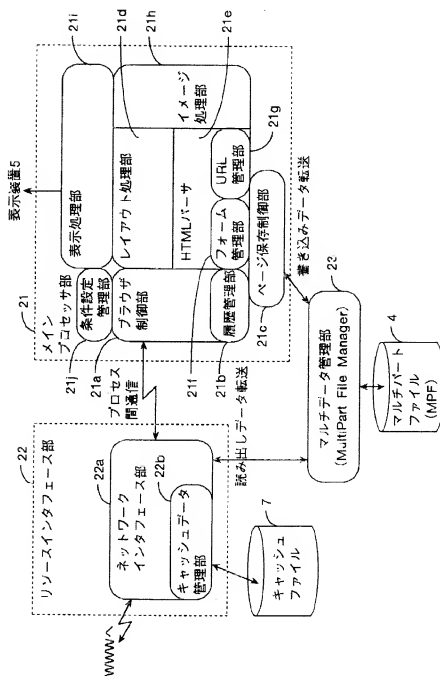 表示装置5
21
メイン
プロセッサ部
21i
表示処理部
21j
条件設定
管理部
21d
レイアウト処理部
21h
イメージ
処理部
21a
ブラウザ
制御部
HTMLパーサ
21e
21b
履歴管理部
21f
フォーム
管理部
URL
管理部
21g
21c
ページ保存制御部
プロセス
間通信
22
リソースインタフェース部
22a
ネットワーク
インタフェース部
22b
キャッシュデータ
管理部
WWWへ
7
キャッシュ
ファイル
読み出しデータ転送
書き込みデータ転送
23
マルチデータ管理部
(MultiPart File Manager)
4
マルチパート
ファイル
(MPF)